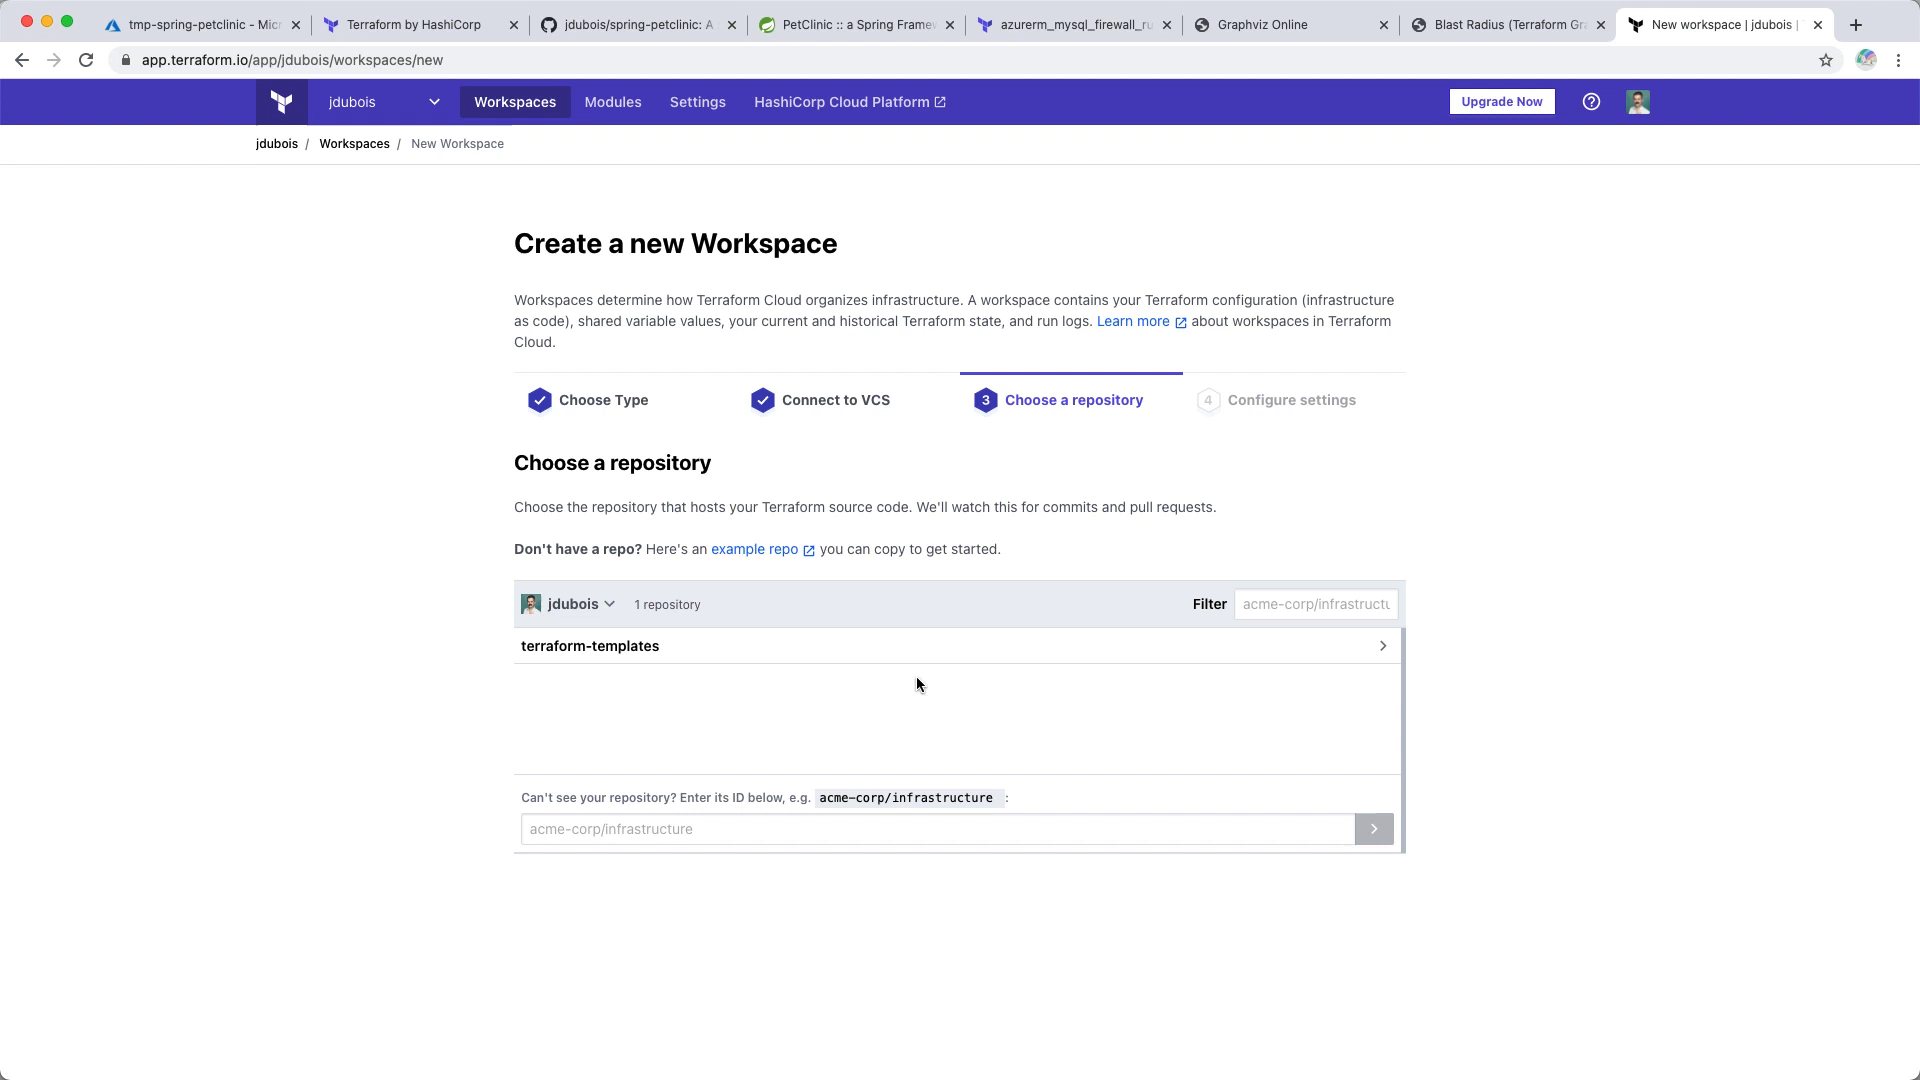 tmp-spring-petclinic - Mic
Terraform by HashiCorp
jdubois/spring-petclinic: A
PetClinic :: a Spring Framew
azurerm_mysql_firewall_ru
Graphviz Online
Blast Radius (Terraform Gra
New workspace | jdubois |
app.terraform.io/app/jdubois/workspaces/new
jdubois
Workspaces
Modules
Settings
HashiCorp Cloud Platform
Upgrade Now
jdubois / Workspaces / New Workspace
Create a new Workspace
Workspaces determine how Terraform Cloud organizes infrastructure. A workspace contains your Terraform configuration (infrastructure
as code), shared variable values, your current and historical Terraform state, and run logs. Learn more about workspaces in Terraform
Cloud.
Choose Type
Connect to VCS
3 Choose a repository
4 Configure settings
Choose a repository
Choose the repository that hosts your Terraform source code. We'll watch this for commits and pull requests.
Don't have a repo? Here's an example repo you can copy to get started.
jdubois
1 repository
Filter
acme-corp/infrastructu
terraform-templates
Can't see your repository? Enter its ID below, e.g. acme-corp/infrastructure :
acme-corp/infrastructure